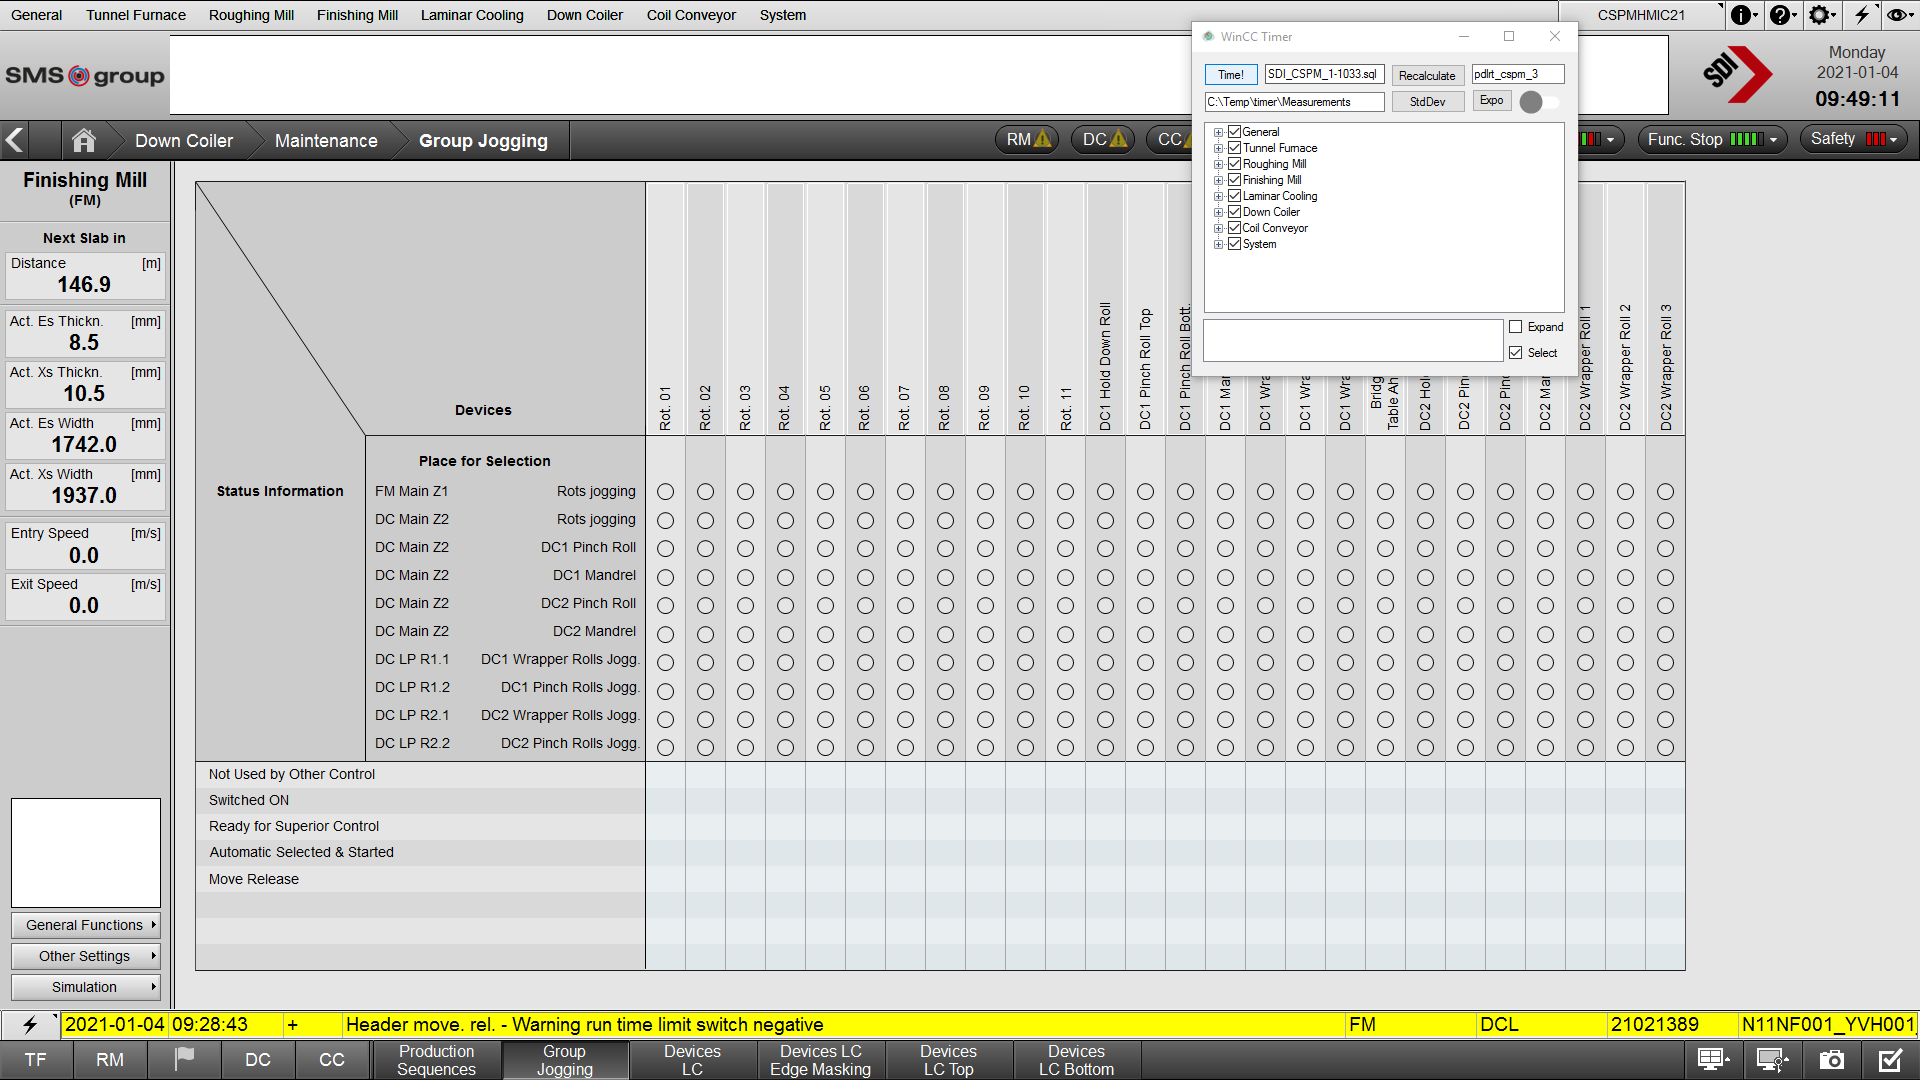 General Tunnel Furnace Roughing Mill Finishing Mill Laminar Cooling Down Coiler Coil Conveyor System CSPMHMIC21
SMS group
SDI
Monday
2021-01-04
09:49:11
Down Coiler Maintenance Group Jogging RM DC CC Func. Stop Safety
WinCC Timer
Time! SDI_CSPM_1-1033.sql Recalculate pdlrt_cspm_3
C:\Temp\timer\Measurements StdDev Expo
General
Tunnel Furnace
Roughing Mill
Finishing Mill
Laminar Cooling
Down Coiler
Coil Conveyor
System
Expand
Select
Finishing Mill
(FM)
Next Slab in
Distance [m]
146.9
Act. Es Thickn. [mm]
8.5
Act. Xs Thickn. [mm]
10.5
Act. Es Width [mm]
1742.0
Act. Xs Width [mm]
1937.0
Entry Speed [m/s]
0.0
Exit Speed [m/s]
0.0
General Functions
Other Settings
Simulation
Devices
Rot. 01
Rot. 02
Rot. 03
Rot. 04
Rot. 05
Rot. 06
Rot. 07
Rot. 08
Rot. 09
Rot. 10
Rot. 11
DC1 Hold Down Roll
DC1 Pinch Roll Top
DC1 Pinch Roll Bott.
DC1 Ma
DC1 Wra
DC1 Wra
DC1 Wra
Bridg
Table Ah
DC2 Hol
DC2 Pinc
DC2 Pinc
DC2 Ma
DC2 Wrapper Roll 1
DC2 Wrapper Roll 2
DC2 Wrapper Roll 3
Place for Selection
Status Information
FM Main Z1 Rots jogging
DC Main Z2 Rots jogging
DC Main Z2 DC1 Pinch Roll
DC Main Z2 DC1 Mandrel
DC Main Z2 DC2 Pinch Roll
DC Main Z2 DC2 Mandrel
DC LP R1.1 DC1 Wrapper Rolls Jogg.
DC LP R1.2 DC1 Pinch Rolls Jogg.
DC LP R2.1 DC2 Wrapper Rolls Jogg.
DC LP R2.2 DC2 Pinch Rolls Jogg.
Not Used by Other Control
Switched ON
Ready for Superior Control
Automatic Selected & Started
Move Release
2021-01-04 09:28:43 + Header move. rel. - Warning run time limit switch negative FM DCL 21021389 N11NF001_YVH001
TF RM DC CC
Production
Sequences
Group
Jogging
Devices
LC
Devices LC
Edge Masking
Devices
LC Top
Devices
LC Bottom